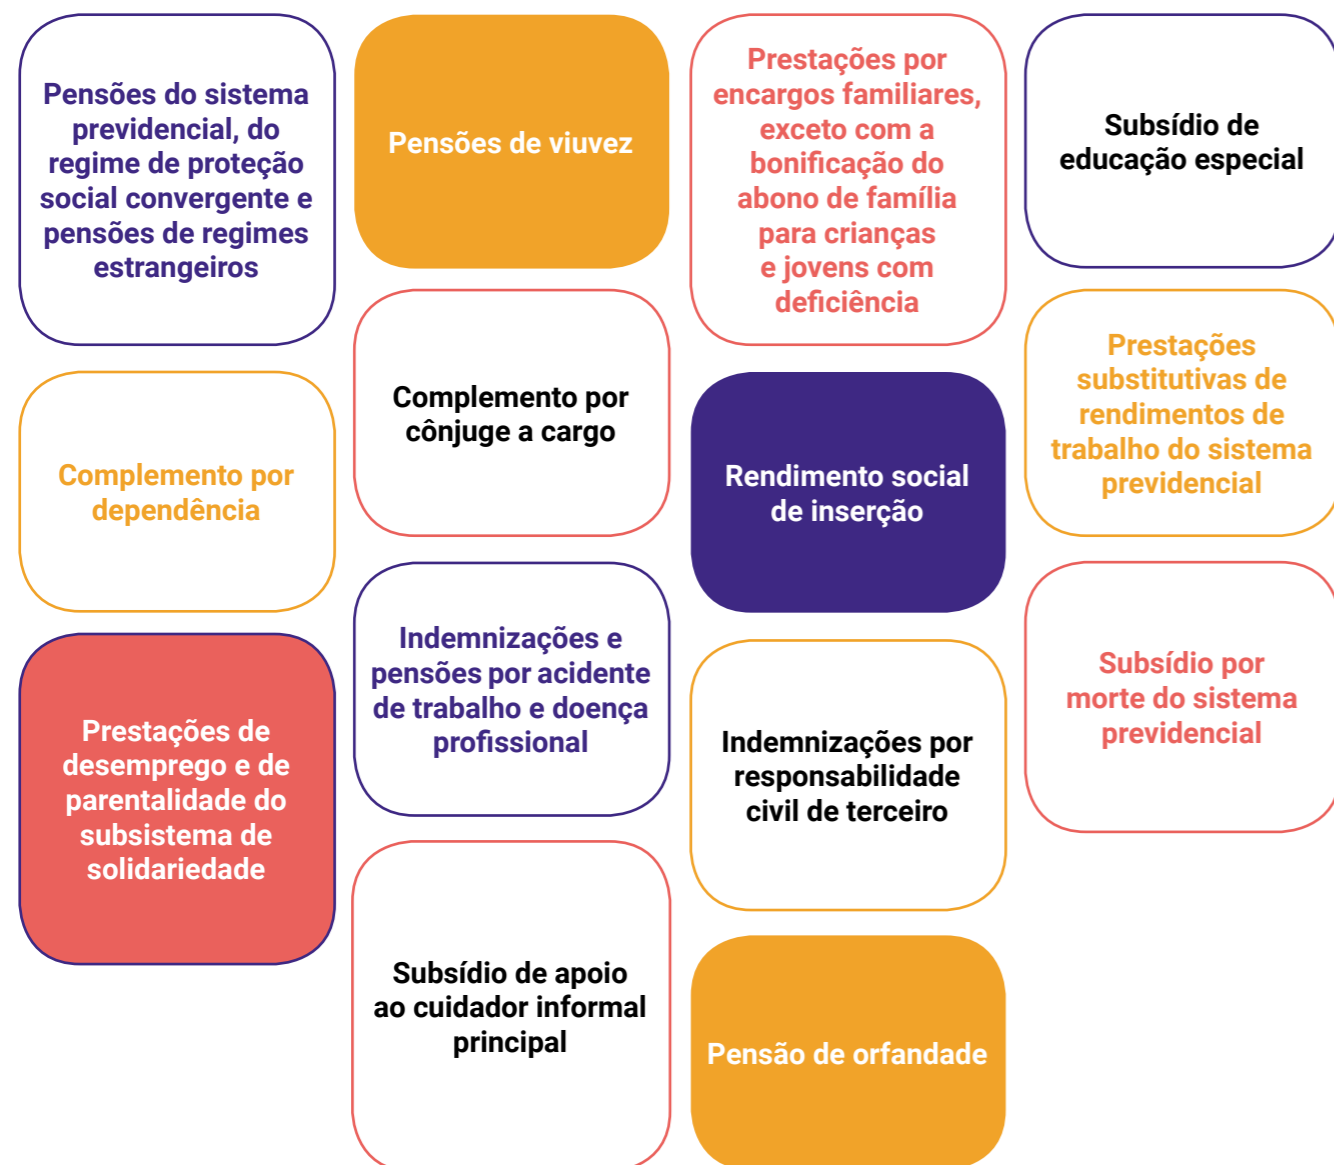 Pensões do sistema
previdencial, do
regime de proteção
social convergente e
pensões de regimes
estrangeiros
Pensões de viuvez
Prestações por
encargos familiares,
exceto com a
bonificação do
abono de família
para crianças
e jovens com
deficiência
Subsídio de
educação especial
Complemento por
dependência
Complemento por
cônjuge a cargo
Rendimento social
de inserção
Prestações
substitutivas de
rendimentos de
trabalho do sistema
previdencial
Prestações de
desemprego e de
parentalidade do
subsistema de
solidariedade
Indemnizações e
pensões por acidente
de trabalho e doença
profissional
Indemnizações por
responsabilidade
civil de terceiro
Subsídio por
morte do sistema
previdencial
Subsídio de apoio
ao cuidador informal
principal
Pensão de orfandade